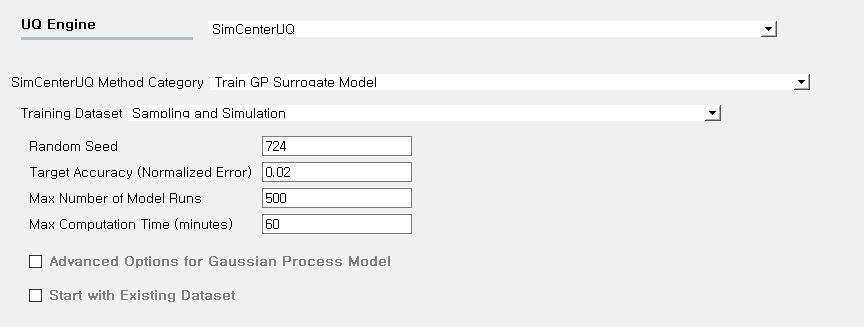 UQ Engine SimCenterUQ
SimCenterUQ Method Category Train GP Surrogate Model
Training Dataset Sampling and Simulation
Random Seed 724
Target Accuracy (Normalized Error) 0.02
Max Number of Model Runs 500
Max Computation Time (minutes) 60
Advanced Options for Gaussian Process Model
Start with Existing Dataset